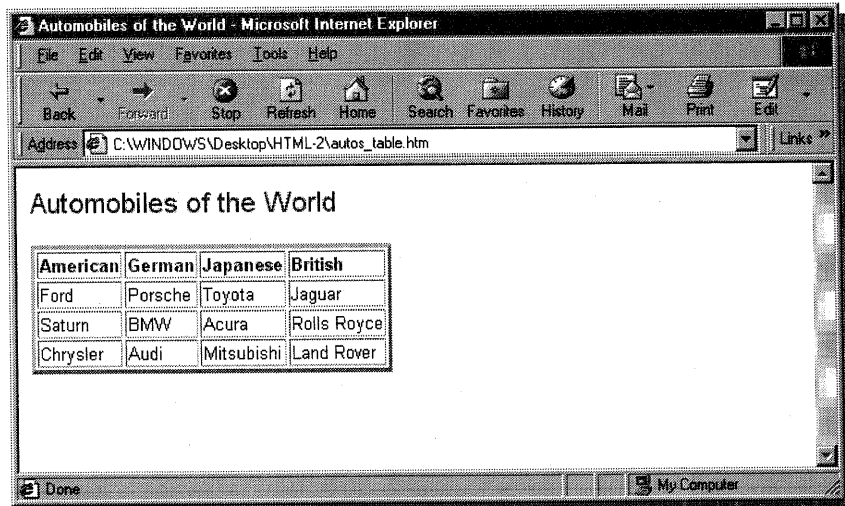 Automobiles of the World - Microsoft Internet Explorer
File Edit View Favorites Tools Help
Back Forward Stop Refresh Home Search Favorites History Mail Print Edit
Address C:\WINDOWS\Desktop\HTML-2\autos_table.htm Links »
Automobiles of the World
American German Japanese British
Ford Porsche Toyota Jaguar
Saturn BMW Acura Rolls Royce
Chrysler Audi Mitsubishi Land Rover
Done My Computer